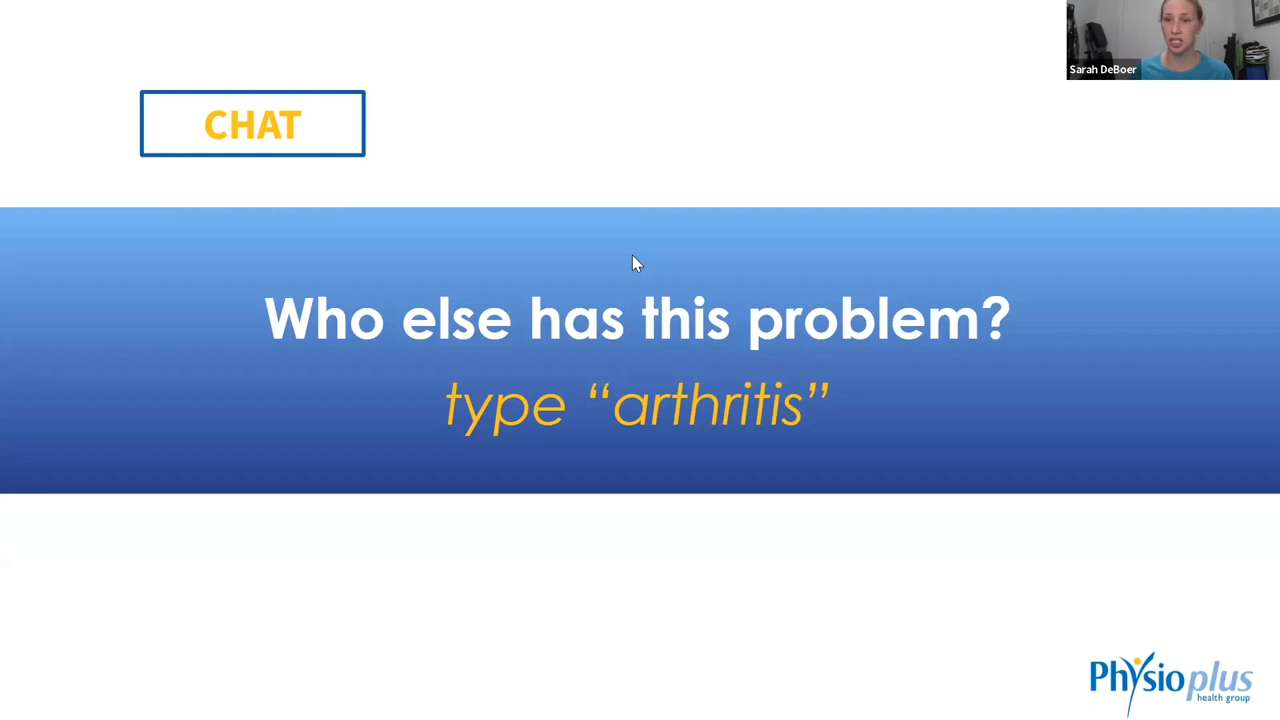 Sarah DeBoer
CHAT
Who else has this problem?
type “arthritis”
Physioplus
health group